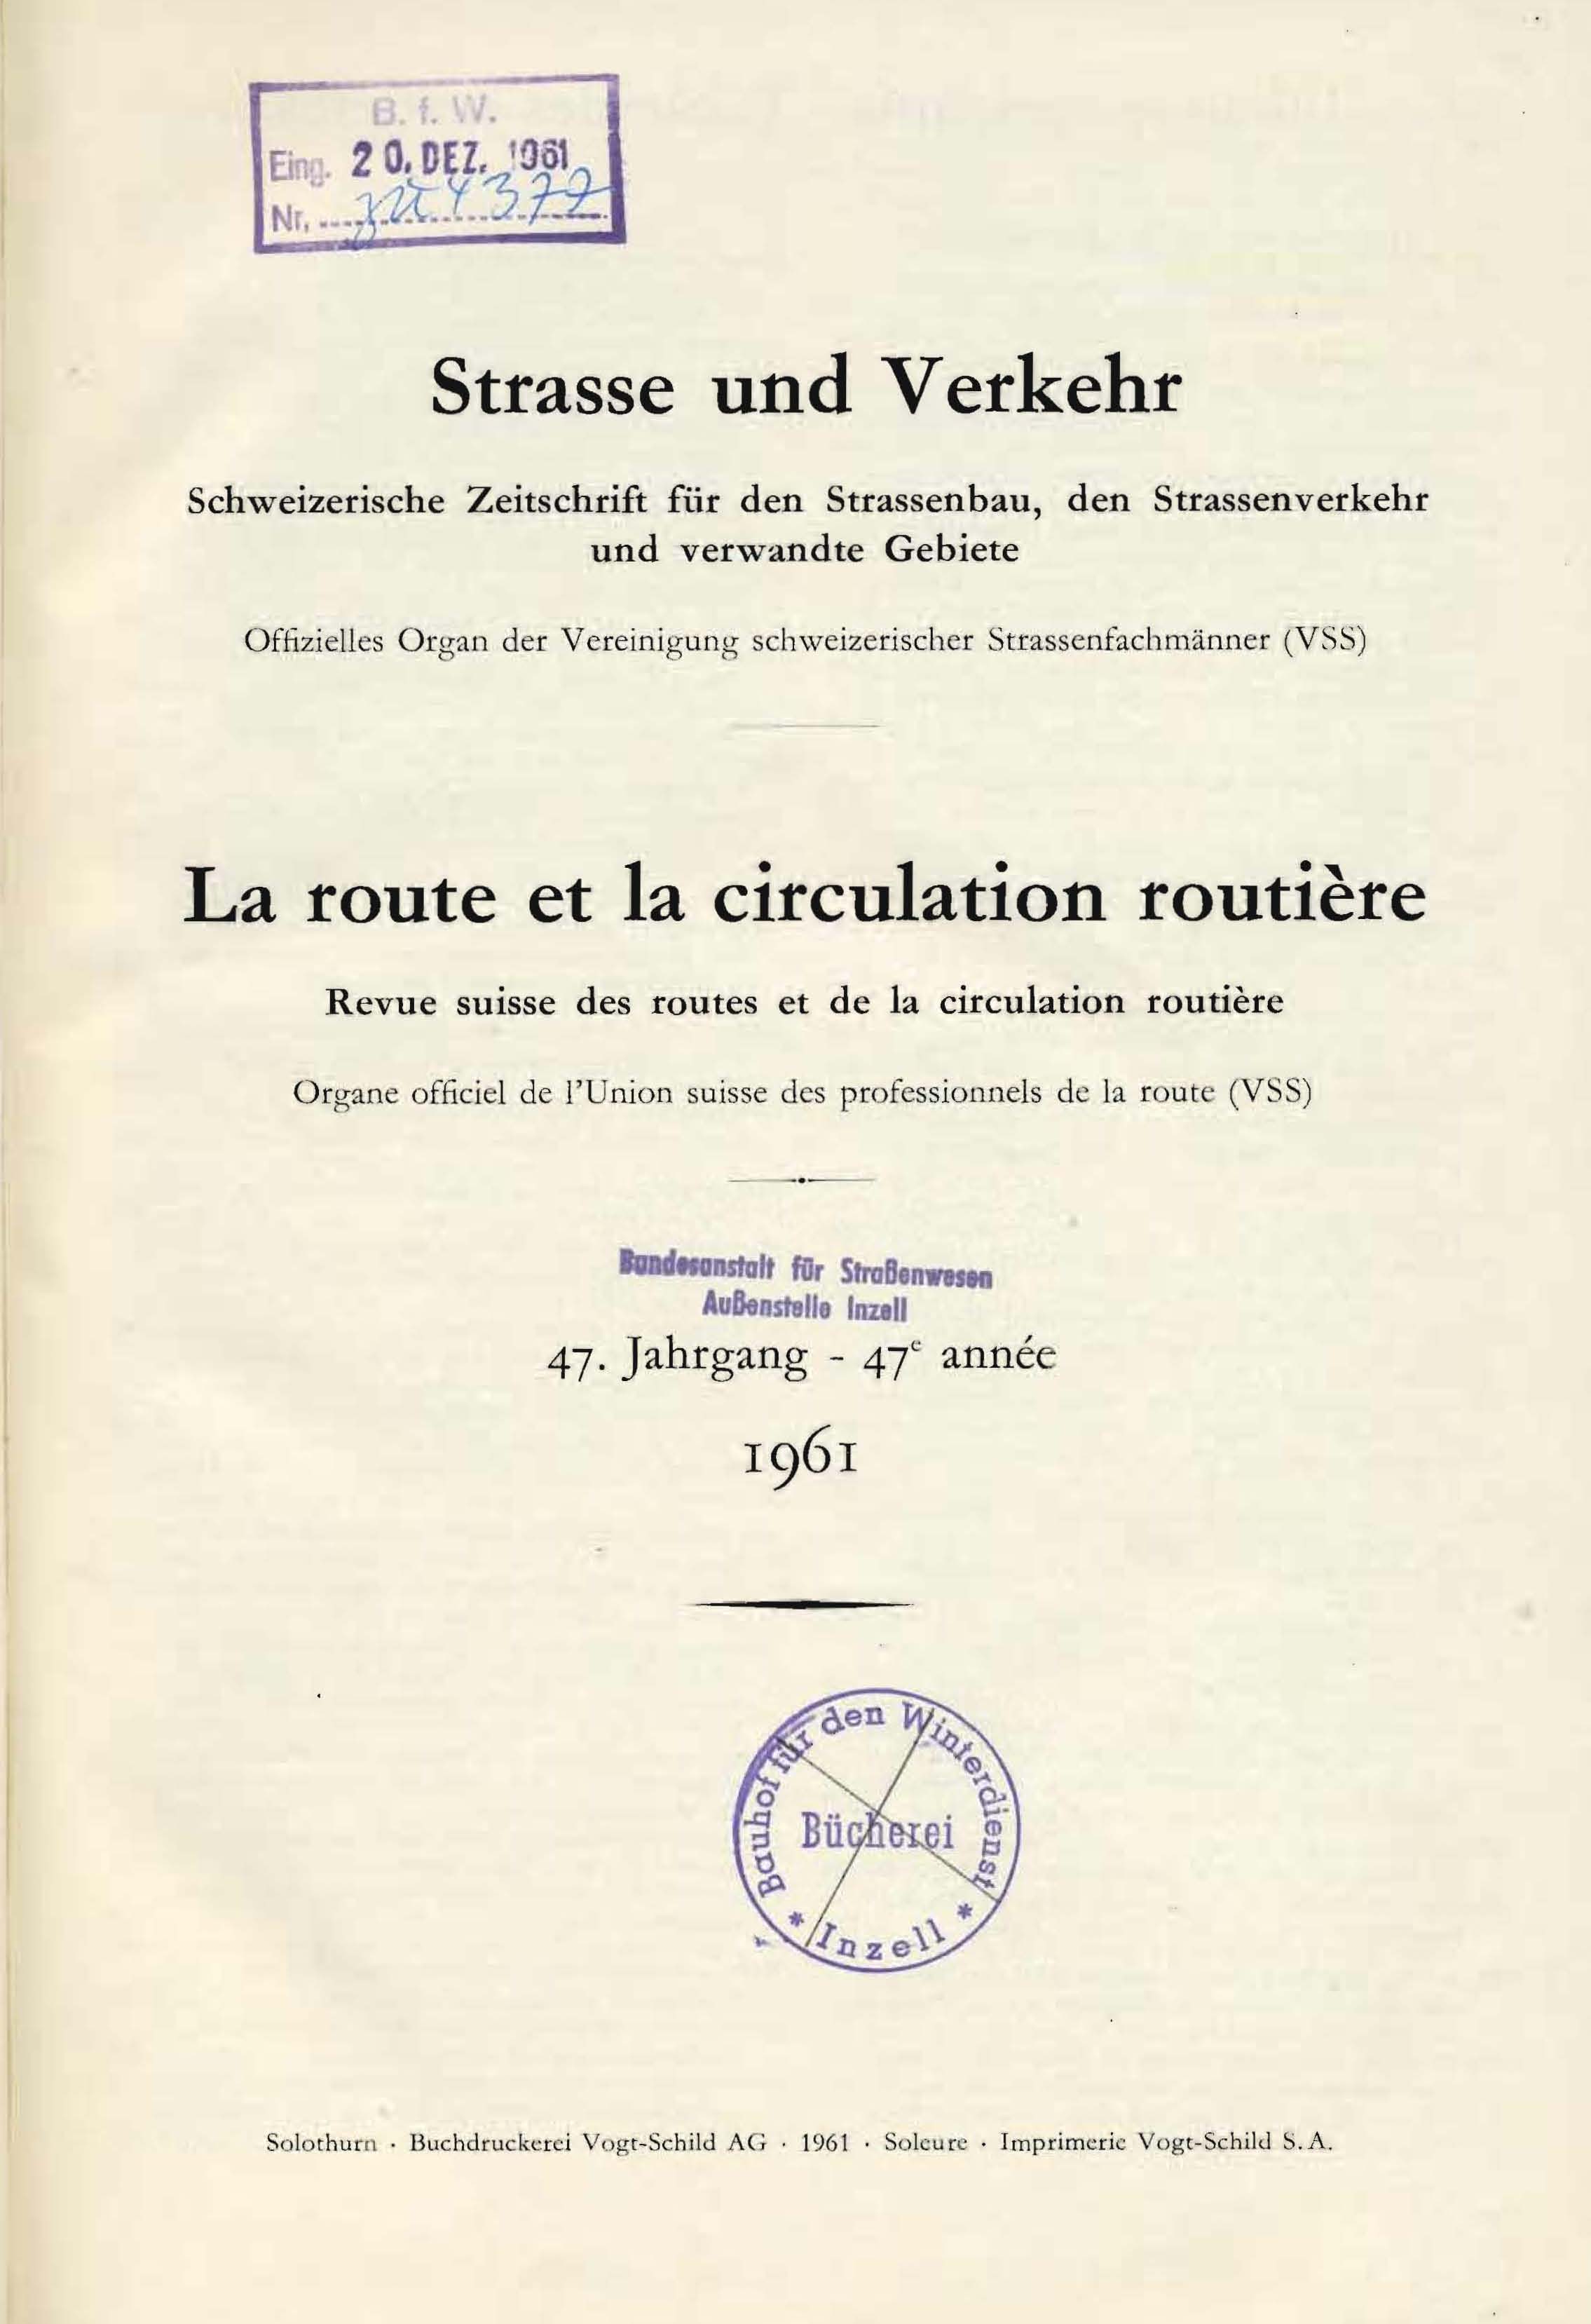 B. f. W.
Eing. 20. DEZ. 1961
Nr. 4377
Strasse und Verkehr
Schweizerische Zeitschrift für den Strassenbau, den Strassenverkehr
und verwandte Gebiete
Offizielles Organ der Vereinigung schweizerischer Strassenfachmänner (VSS)
La route et la circulation routière
Revue suisse des routes et de la circulation routière
Organe officiel de l’Union suisse des professionnels de la route (VSS)
Bundesanstalt für Straßenwesen
Außenstelle Inzell
47. Jahrgang - 47e année
1961
Bauhof für den Winterdienst
Bücherei
* Inzell *
Solothurn · Buchdruckerei Vogt-Schild AG · 1961 · Soleure · Imprimerie Vogt-Schild S. A.